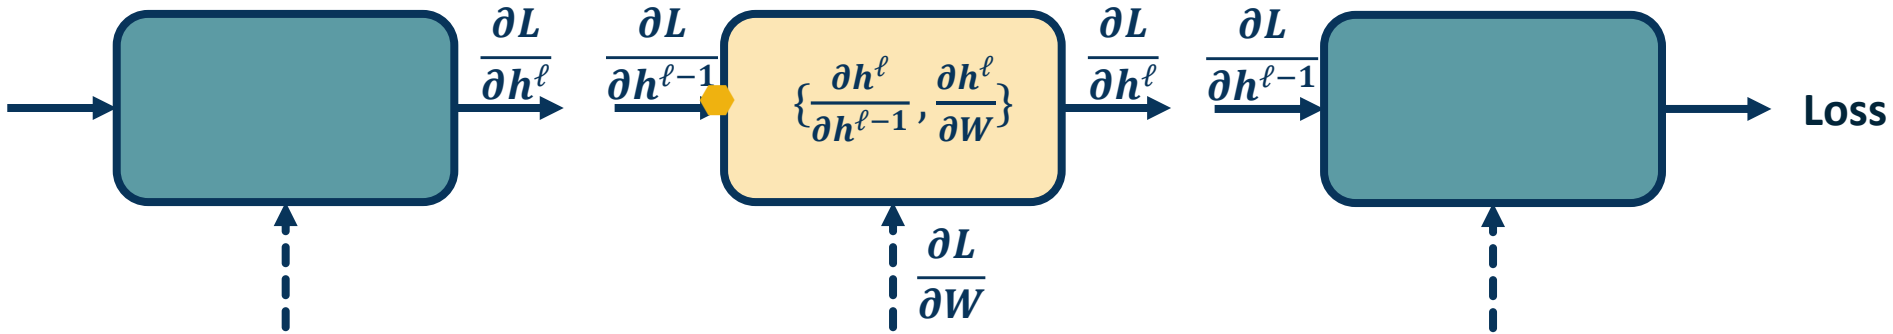 ∂L/∂h^ℓ
∂L/∂h^{ℓ−1}
{∂h^ℓ/∂h^{ℓ−1}, ∂h^ℓ/∂W}
∂L/∂h^ℓ
∂L/∂h^{ℓ−1}
Loss
∂L/∂W